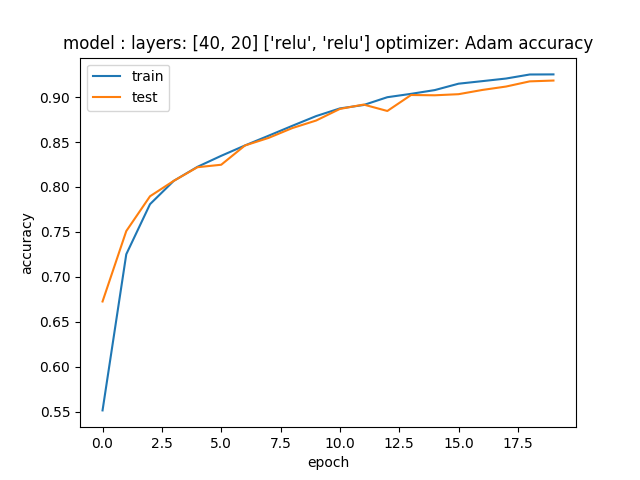 model : layers: [40, 20] ['relu', 'relu'] optimizer: Adam accuracy
train
test
accuracy
0.90
0.85
0.80
0.75
0.70
0.65
0.60
0.55
0.0 2.5 5.0 7.5 10.0 12.5 15.0 17.5
epoch